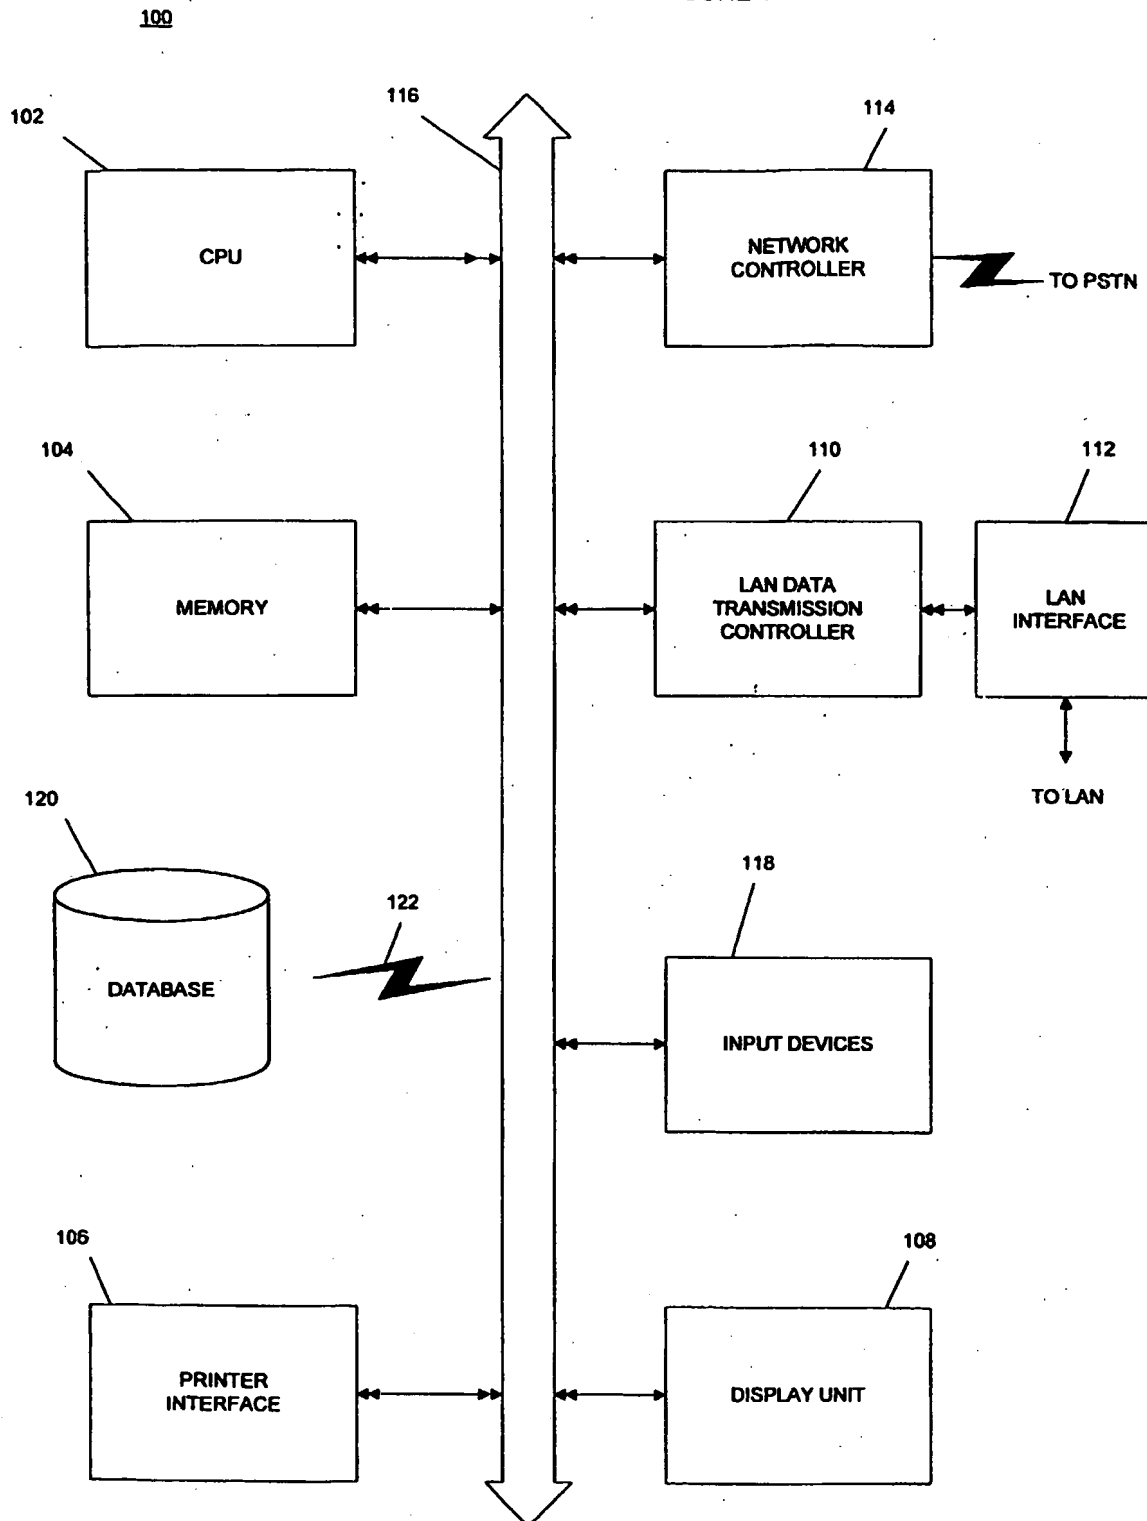 100
102
116
114
CPU
NETWORK
CONTROLLER
TO PSTN
104
110
112
MEMORY
LAN DATA
TRANSMISSION
CONTROLLER
LAN
INTERFACE
TO LAN
120
122
118
DATABASE
INPUT DEVICES
106
108
PRINTER
INTERFACE
DISPLAY UNIT